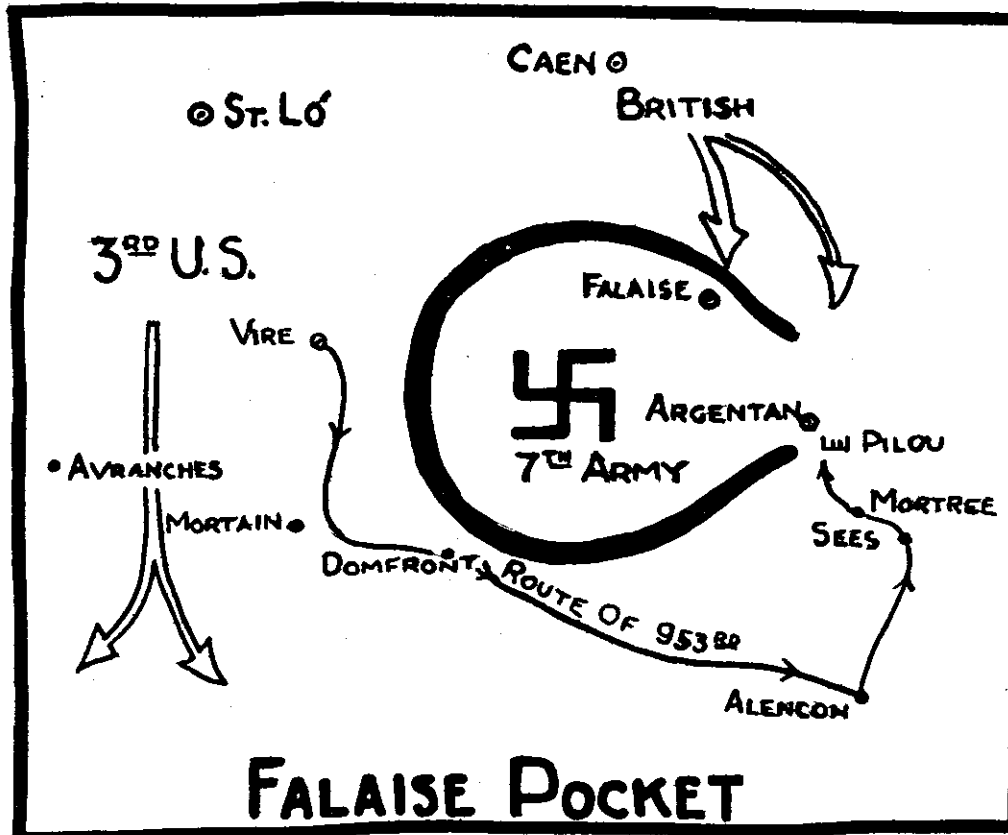 CAEN
ST. LÓ
BRITISH
3RD U.S.
FALAISE
VIRE
ARGENTAN
LE PILOU
7TH ARMY
AVRANCHES
MORTREE
MORTAIN
SEES
DOMFRONT
ROUTE OF 953RD
ALENCON
FALAISE POCKET